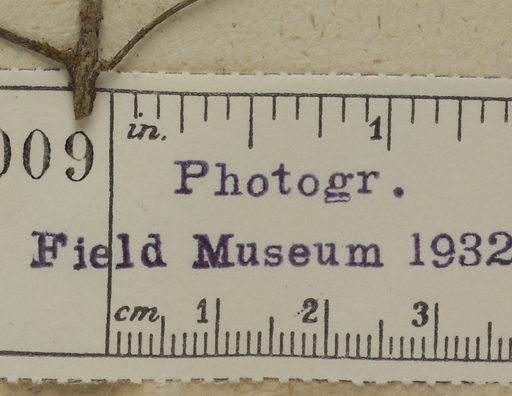 in. 1
009
Photogr.
Field Museum 1932
cm 1 2 3